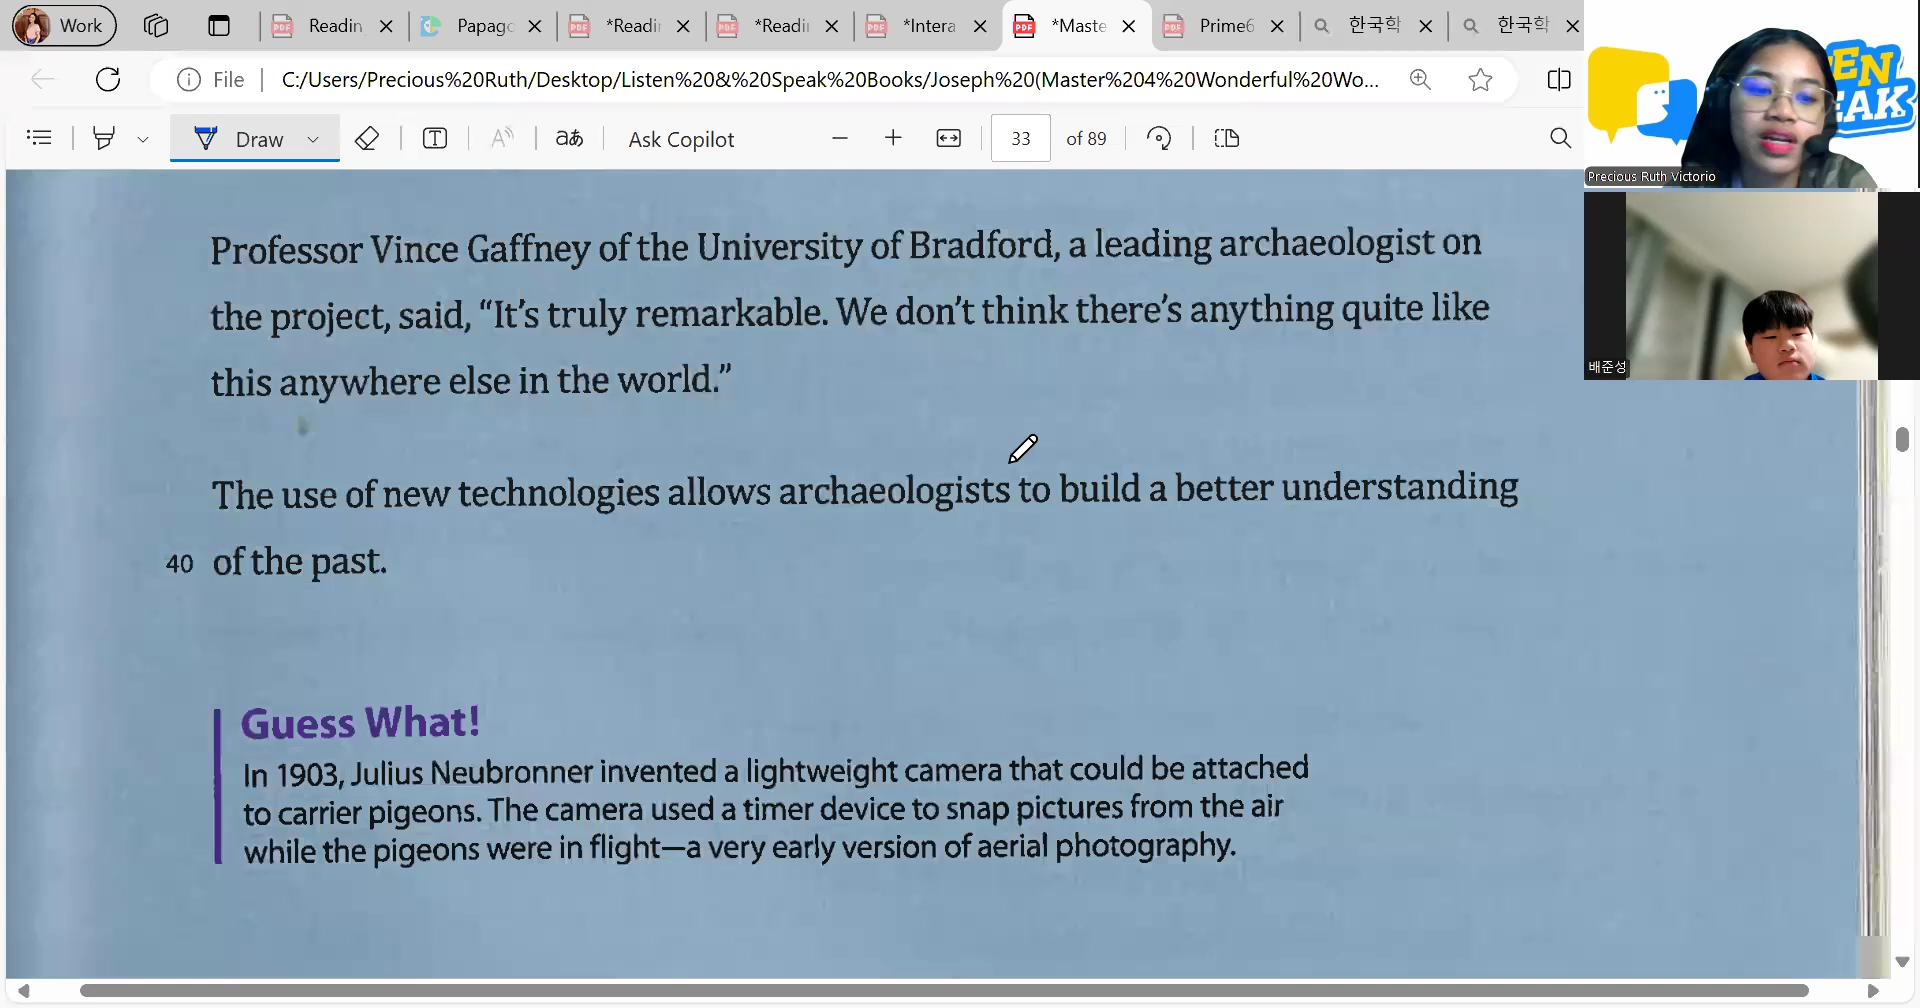 Work
Readin
Papago
*Readi
*Readi
*Intera
*Maste
Prime6
한국학
한국학
File
C:/Users/Precious%20Ruth/Desktop/Listen%20&%20Speak%20Books/Joseph%20(Master%204%20Wonderful%20Wo...
Draw
Ask Copilot
33
of 89
EN
EAK
Precious Ruth Victorio
배준성
Professor Vince Gaffney of the University of Bradford, a leading archaeologist on
the project, said, “It’s truly remarkable. We don’t think there’s anything quite like
this anywhere else in the world.”
The use of new technologies allows archaeologists to build a better understanding
40 of the past.
Guess What!
In 1903, Julius Neubronner invented a lightweight camera that could be attached
to carrier pigeons. The camera used a timer device to snap pictures from the air
while the pigeons were in flight—a very early version of aerial photography.